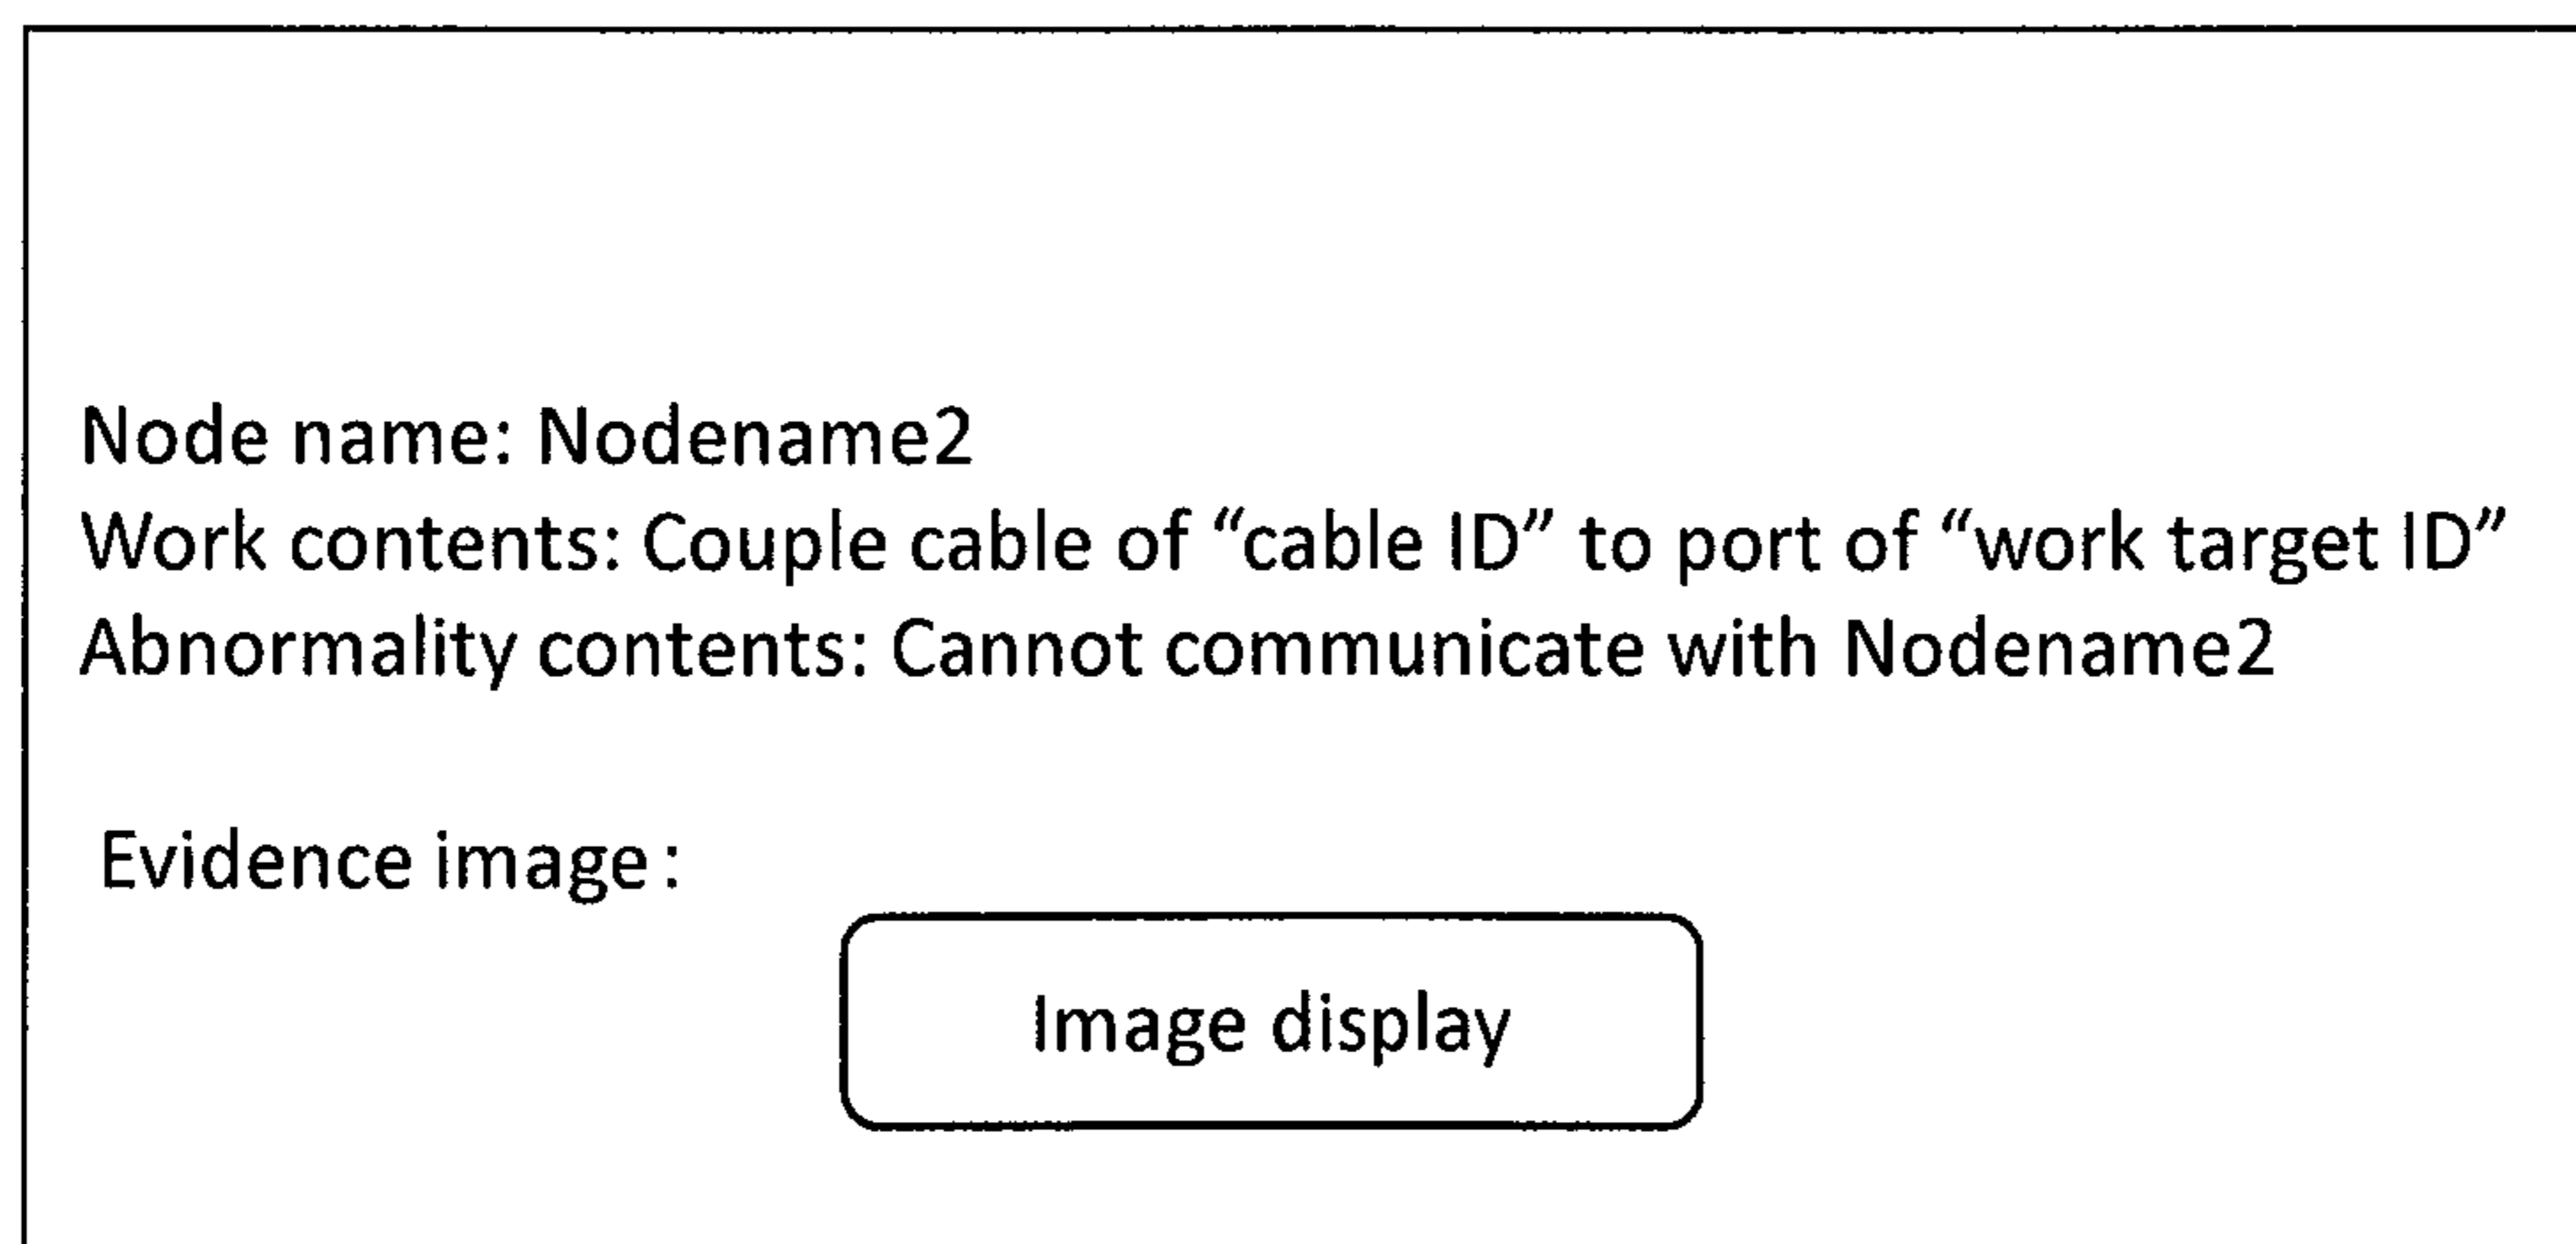 Node name: Nodename2
Work contents: Couple cable of “cable ID” to port of “work target ID”
Abnormality contents: Cannot communicate with Nodename2
Evidence image :
Image display